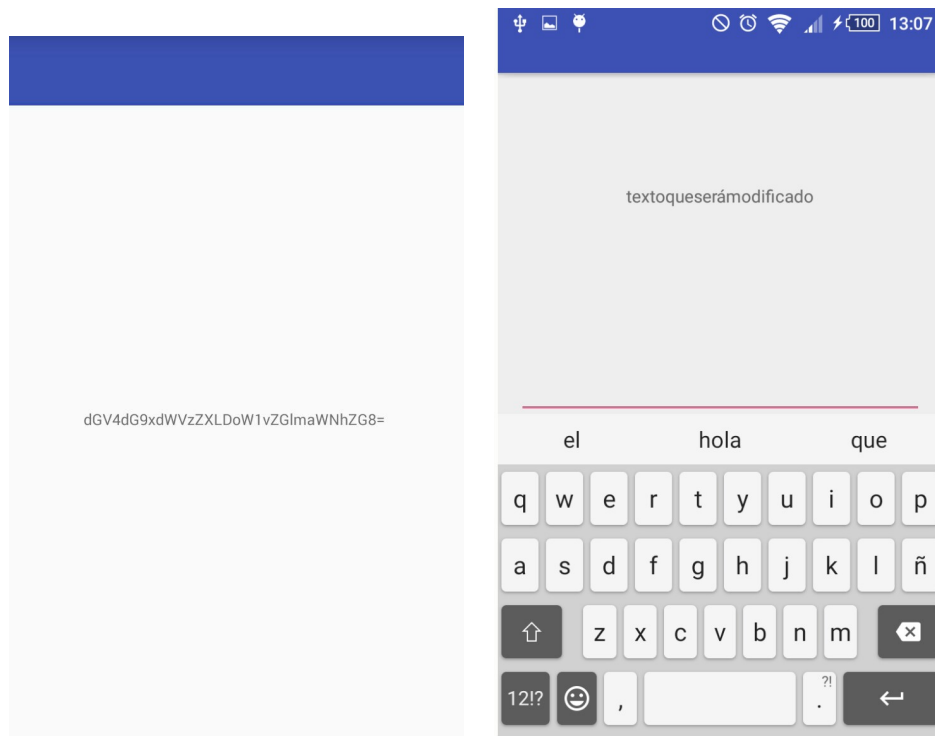 dGV4dG9xdWVzZXLDoW1vZGlmaWNhZG8=
100 13:07
textoqueserámodificado
el hola que
q w e r t y u i o p
a s d f g h j k l ñ
z x c v b n m
12!? , ?! .